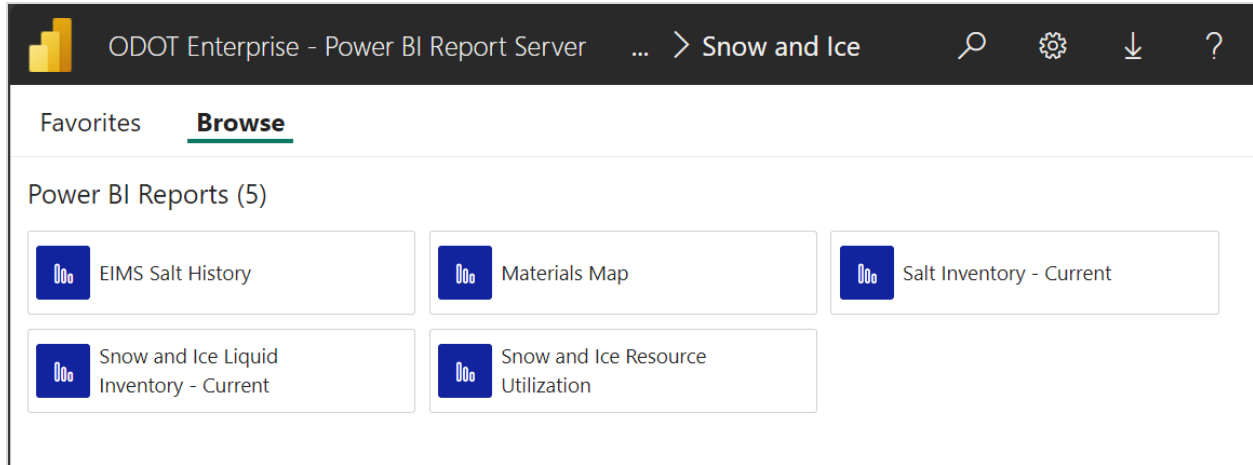 ODOT Enterprise - Power BI Report Server ... > Snow and Ice ?
Favorites Browse
Power BI Reports (5)
EIMS Salt History
Materials Map
Salt Inventory - Current
Snow and Ice Liquid
Inventory - Current
Snow and Ice Resource
Utilization